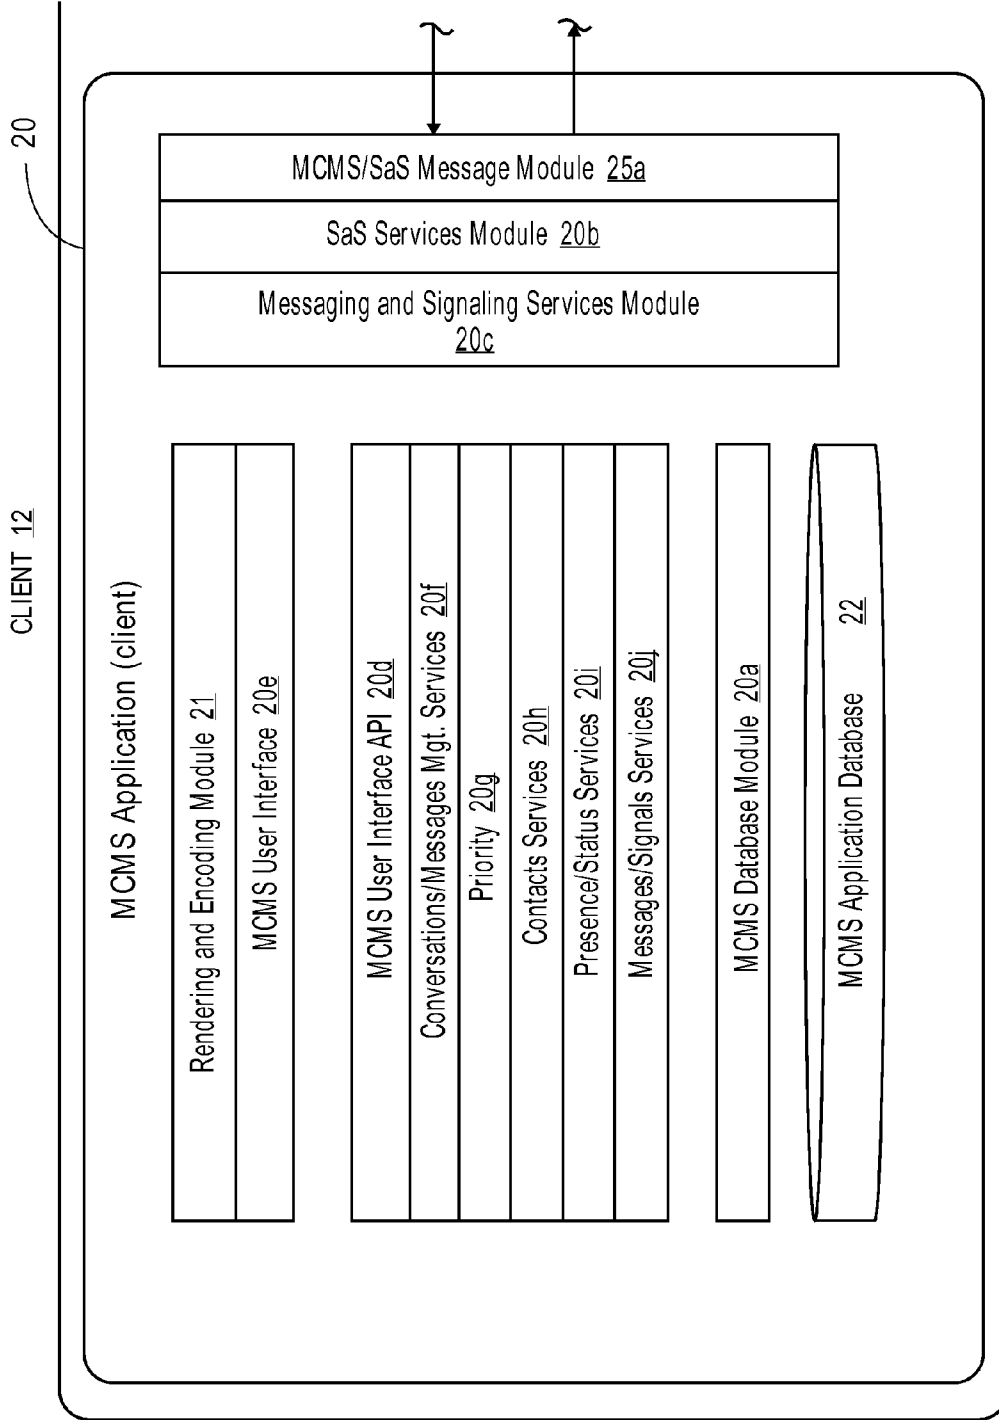 CLIENT 12
20
MCMS Application (client)
Rendering and Encoding Module 21
MCMS User Interface 20e
MCMS User Interface API 20d
Conversations/Messages Mgt. Services 20f
Priority 20g
Contacts Services 20h
Presence/Status Services 20i
Messages/Signals Services 20j
MCMS Database Module 20a
MCMS Application Database 22
MCMS/SaS Message Module 25a
SaS Services Module 20b
Messaging and Signaling Services Module
20c